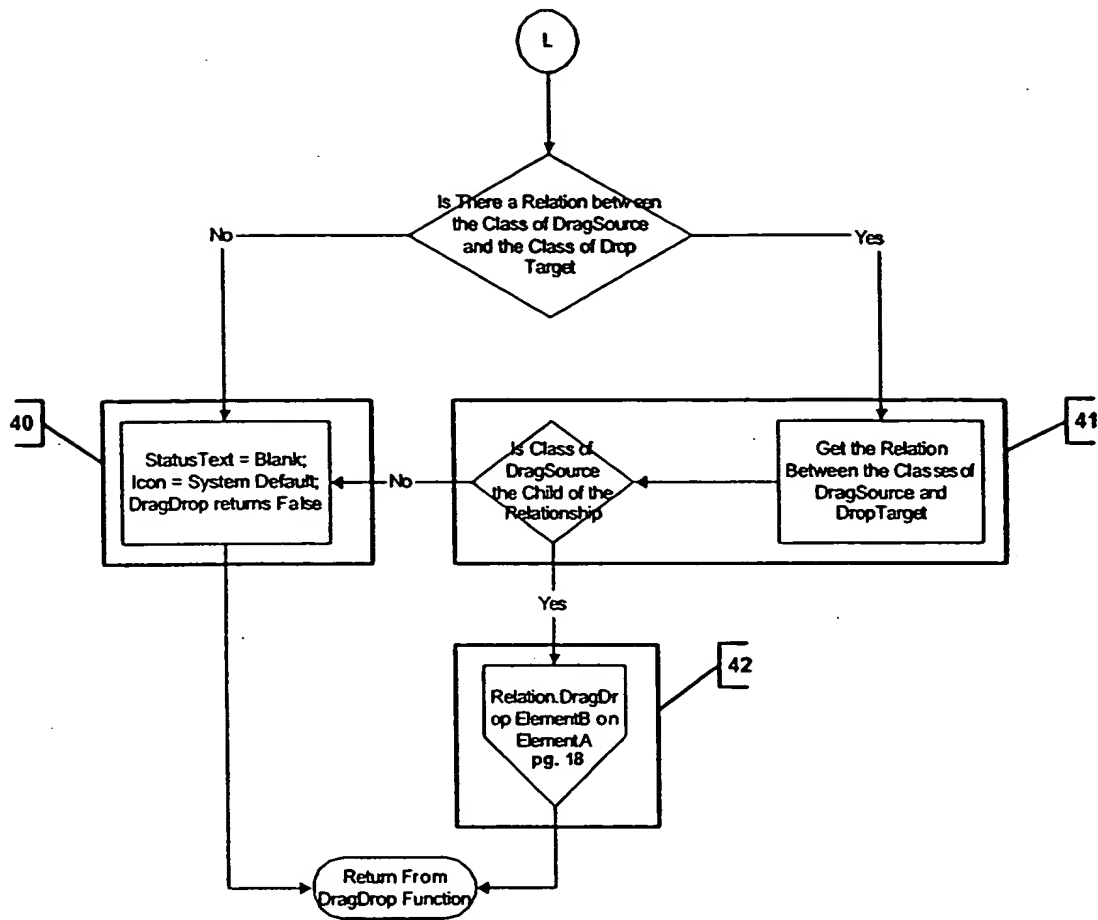 L
Is There a Relation between
the Class of DragSource
and the Class of Drop
Target
No
Yes
40
StatusText = Blank;
Icon = System Default;
DragDrop returns False
No
Is Class of
DragSource
the Child of the
Relationship
Get the Relation
Between the Classes of
DragSource and
DropTarget
41
Yes
42
Relation.DragDr
op ElementB on
ElementA
pg. 18
Return From
DragDrop Function